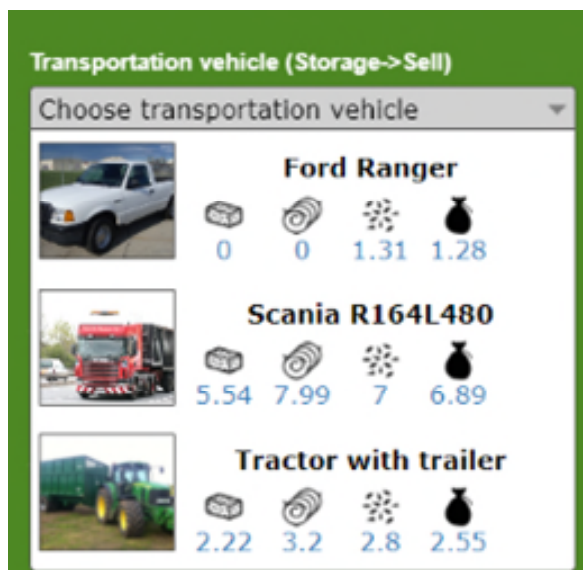 Transportation vehicle (Storage->Sell)
Choose transportation vehicle
Ford Ranger
0 0 1.31 1.28
Scania R164L480
5.54 7.99 7 6.89
Tractor with trailer
2.22 3.2 2.8 2.55